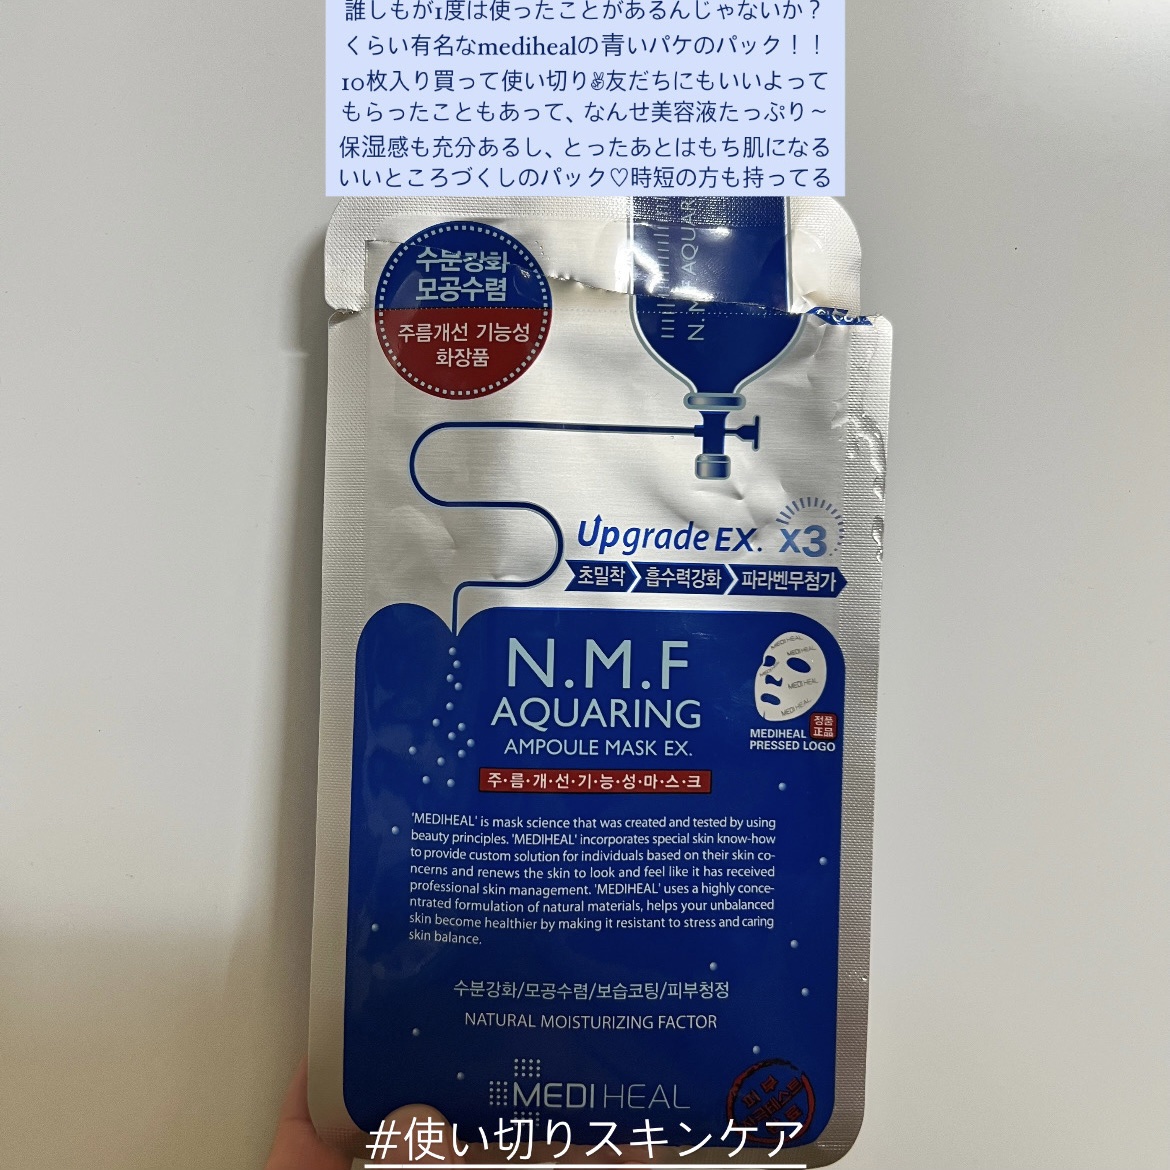 誰しもが1度は使ったことがあるんじゃないか？
くらい有名なmedihealの青いパケのパック！！
10枚入り買って使い切り✌友だちにもいいよって
もらったこともあって、なんせ美容液たっぷり～
保湿感も充分あるし、とったあとはもち肌になる
いいところづくしのパック♡時短の方も持ってる
수분강화
모공수렴
주름개선 기능성
화장품
N.M.F AQUAR
Upgrade EX. x3
초밀착 흡수력강화 파라벤무첨가
N.M.F
AQUARING
AMPOULE MASK EX.
주·름·개·선·기·능·성·마·스·크
MEDIHEAL
PRESSED LOGO
정품
正品
'MEDIHEAL' is mask science that was created and tested by using
beauty principles. 'MEDIHEAL' incorporates special skin know-how
to provide custom solution for individuals based on their skin co-
ncerns and renews the skin to look and feel like it has received
professional skin management. 'MEDIHEAL' uses a highly conce-
ntrated formulation of natural materials, helps your unbalanced
skin become healthier by making it resistant to stress and caring
skin balance.
수분강화/모공수렴/보습코팅/피부청정
NATURAL MOISTURIZING FACTOR
MEDIHEAL
#使い切りスキンケア